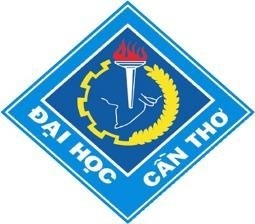 ĐẠI HỌC
CẦN THƠ